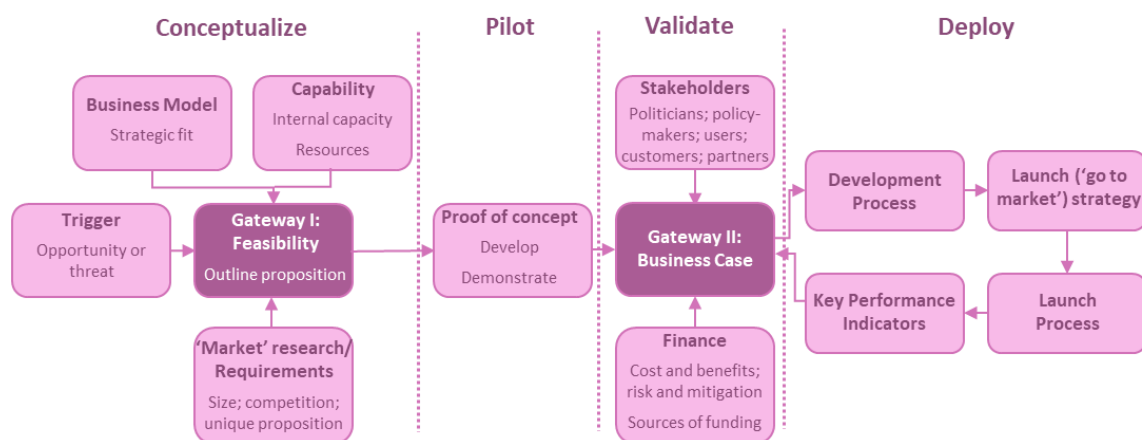 Conceptualize
Pilot
Validate
Deploy
Business Model
Strategic fit
Capability
Internal capacity
Resources
Trigger
Opportunity or
threat
Gateway I:
Feasibility
Outline proposition
'Market' research/
Requirements
Size; competition;
unique proposition
Proof of concept
Develop
Demonstrate
Stakeholders
Politicians; policy-
makers; users;
customers; partners
Gateway II:
Business Case
Finance
Cost and benefits;
risk and mitigation
Sources of funding
Development
Process
Launch ('go to
market') strategy
Key Performance
Indicators
Launch
Process